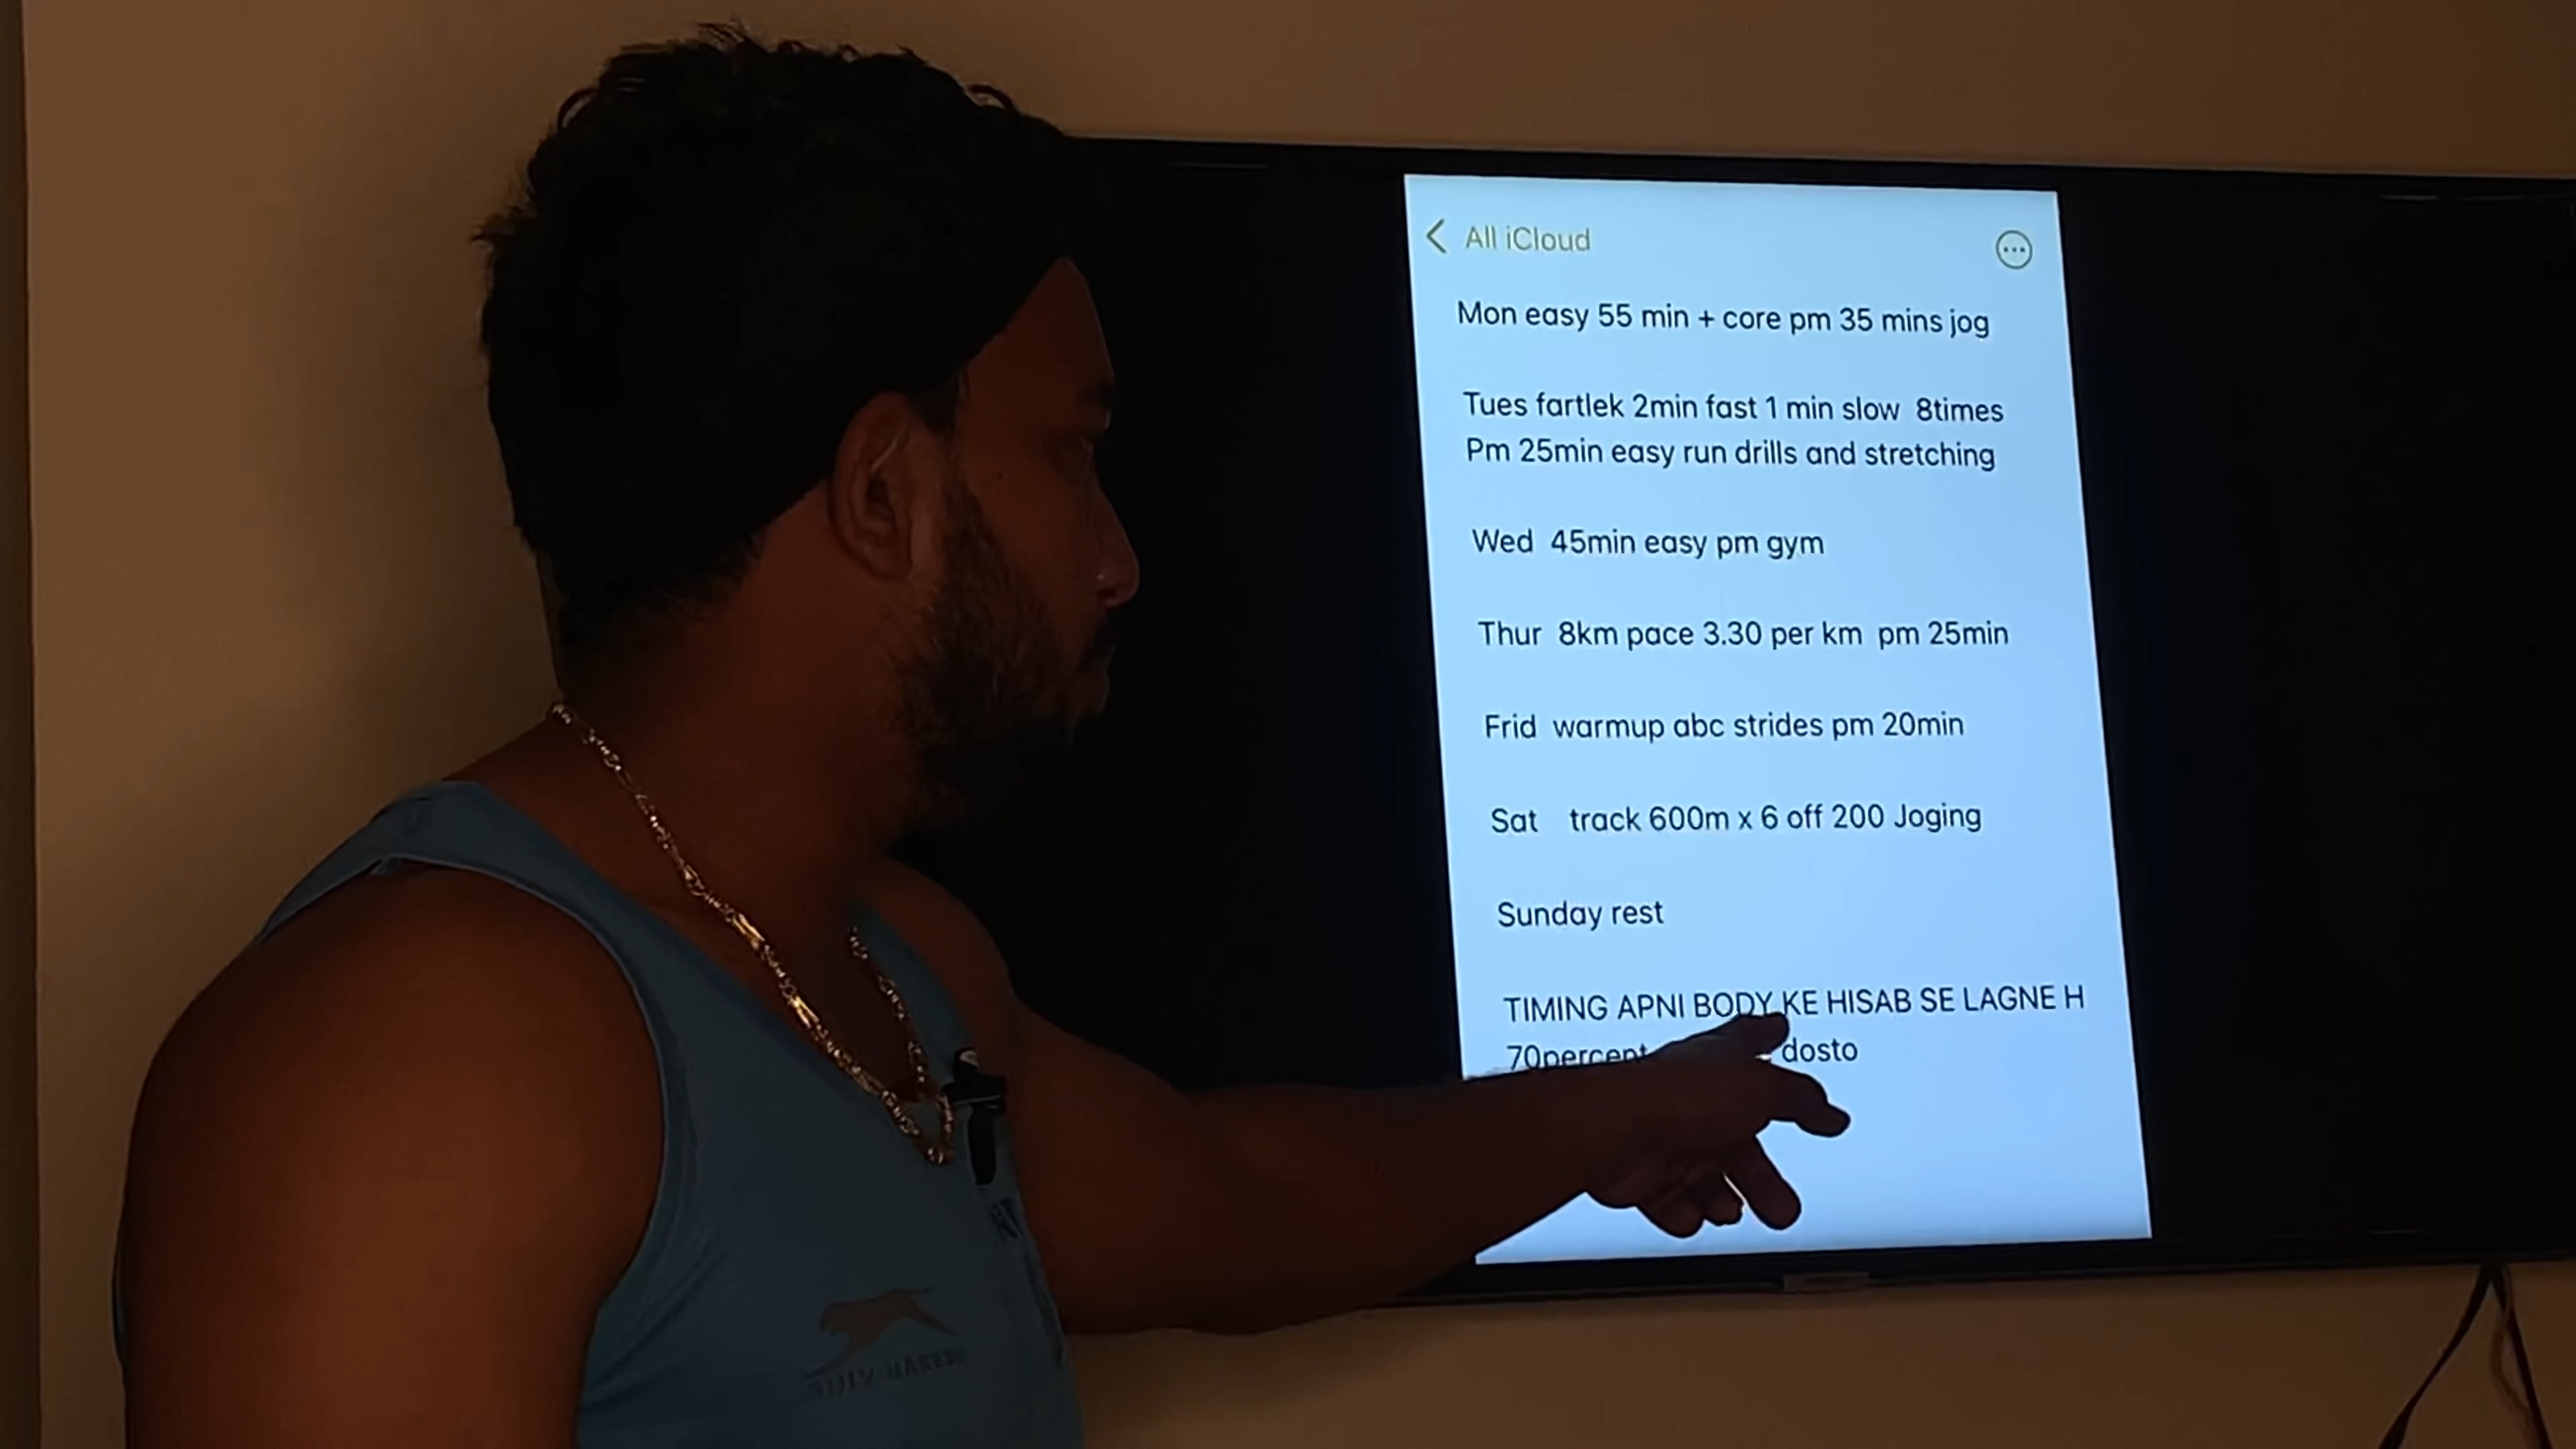 All iCloud
Mon easy 55 min + core pm 35 mins jog
Tues fartlek 2min fast 1 min slow 8times
Pm 25min easy run drills and stretching
Wed 45min easy pm gym
Thur 8km pace 3.30 per km pm 25min
Frid warmup abc strides pm 20min
Sat track 600m x 6 off 200 Joging
Sunday rest
TIMING APNI BODY KE HISAB SE LAGNE H
70percent dosto